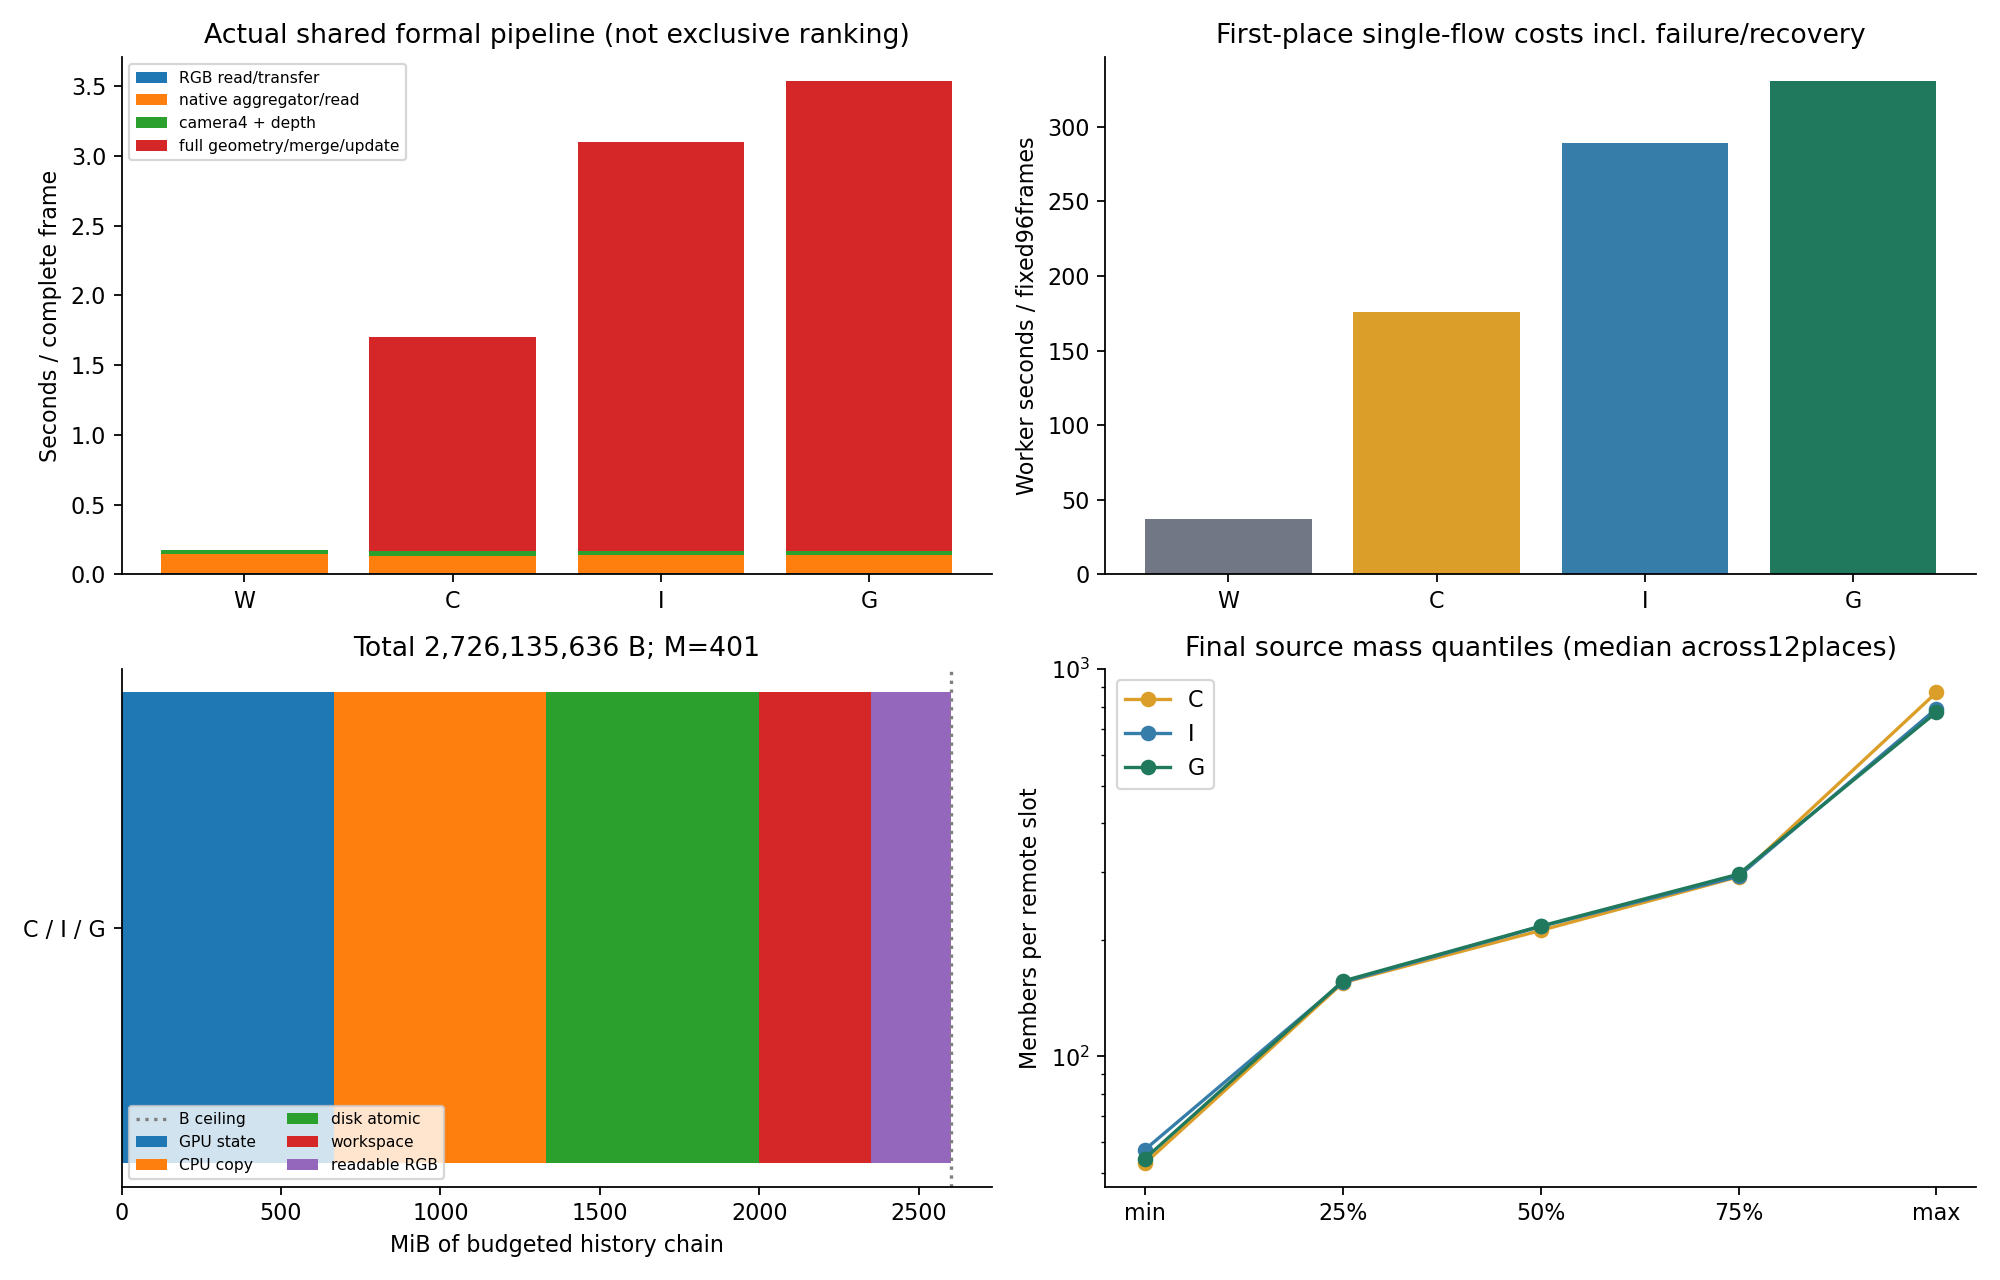 Actual shared formal pipeline (not exclusive ranking)
RGB read/transfer
native aggregator/read
camera4 + depth
full geometry/merge/update
Seconds / complete frame
3.5
3.0
2.5
2.0
1.5
1.0
0.5
0.0
W C I G
First-place single-flow costs incl. failure/recovery
Worker seconds / fixed96frames
300
250
200
150
100
50
0
W C I G
Total 2,726,135,636 B; M=401
C / I / G
B ceiling
GPU state
CPU copy
disk atomic
workspace
readable RGB
0 500 1000 1500 2000 2500
MiB of budgeted history chain
Final source mass quantiles (median across12places)
C
I
G
Members per remote slot
10³
10²
min 25% 50% 75% max